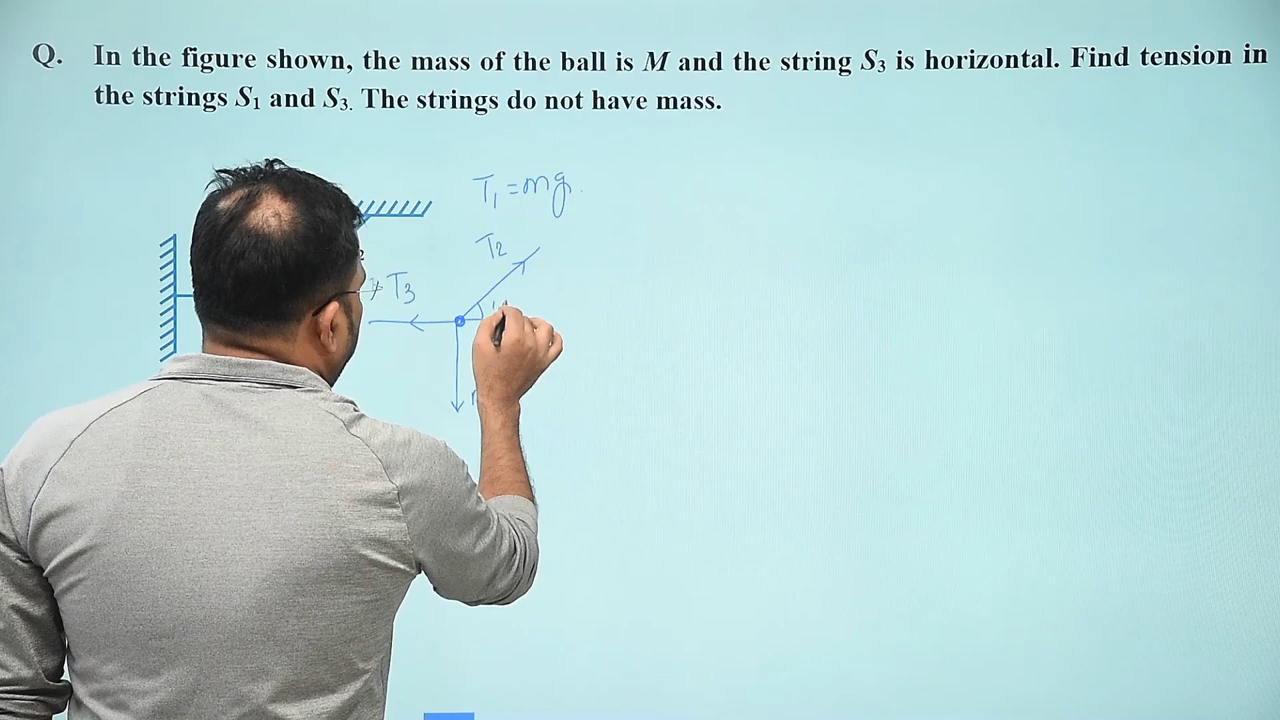 Q. In the figure shown, the mass of the ball is M and the string S₃ is horizontal. Find tension in
the strings S₁ and S₃. The strings do not have mass.
T₁ = mg.
T₂
T₃